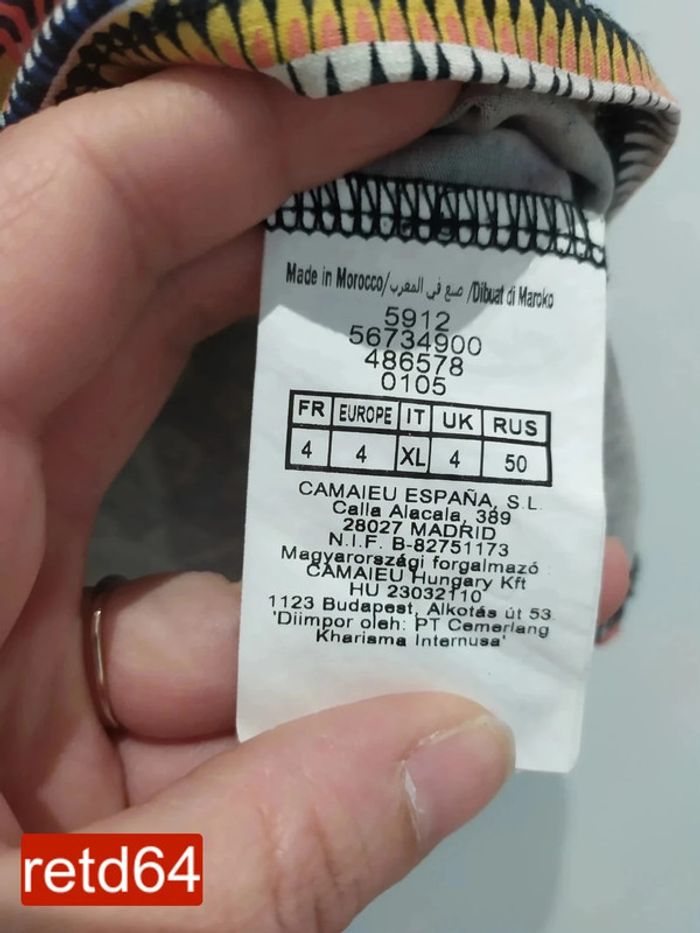 Made in Morocco/صنع في المغرب/Dibuat di Maroko
5912
56734900
486578
0105
FR EUROPE IT UK RUS
4 4 XL 4 50
CAMAIEU ESPAÑA, S.L.
Calla Alacala, 389
28027 MADRID
N.I.F. B-82751173
Magyarországi forgalmazó :
CAMAIEU Hungary Kft
HU 23032110
1123 Budapest, Alkotás út 53.
'Diimpor oleh: PT Cemerlang
Kharisma Internusa'
retd64